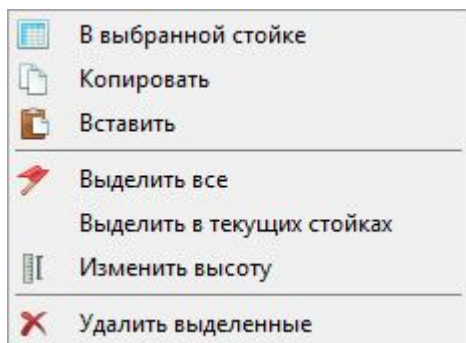 В выбранной стойке
Копировать
Вставить
Выделить все
Выделить в текущих стойках
Изменить высоту
Удалить выделенные